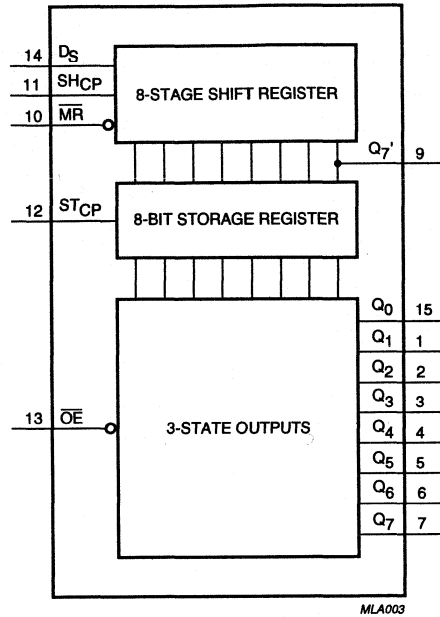 14 DS
11 SHCP
10 MR
8-STAGE SHIFT REGISTER
Q7' 9
12 STCP
8-BIT STORAGE REGISTER
Q0 15
Q1 1
Q2 2
Q3 3
13 OE
3-STATE OUTPUTS
Q4 4
Q5 5
Q6 6
Q7 7
MLA003